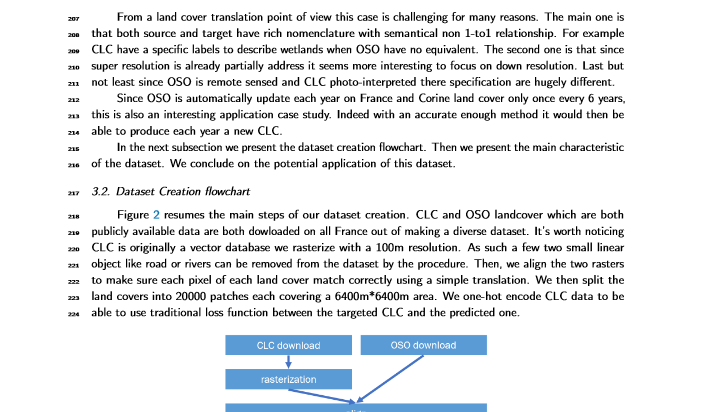 207 From a land cover translation point of view this case is challenging for many reasons. The main one is
208 that both source and target have rich nomenclature with semantical non 1-to1 relationship. For example
209 CLC have a specific labels to describe wetlands when OSO have no equivalent. The second one is that since
210 super resolution is already partially address it seems more interesting to focus on down resolution. Last but
211 not least since OSO is remote sensed and CLC photo-interpreted there specification are hugely different.
212 Since OSO is automatically update each year on France and Corine land cover only once every 6 years,
213 this is also an interesting application case study. Indeed with an accurate enough method it would then be
214 able to produce each year a new CLC.
215 In the next subsection we present the dataset creation flowchart. Then we present the main characteristic
216 of the dataset. We conclude on the potential application of this dataset.
217 3.2. Dataset Creation flowchart
218 Figure 2 resumes the main steps of our dataset creation. CLC and OSO landcover which are both
219 publicly available data are both dowloaded on all France out of making a diverse dataset. It's worth noticing
220 CLC is originally a vector database we rasterize with a 100m resolution. As such a few two small linear
221 object like road or rivers can be removed from the dataset by the procedure. Then, we align the two rasters
222 to make sure each pixel of each land cover match correctly using a simple translation. We then split the
223 land covers into 20000 patches each covering a 6400m*6400m area. We one-hot encode CLC data to be
224 able to use traditional loss function between the targeted CLC and the predicted one.
CLC download
OSO download
rasterization